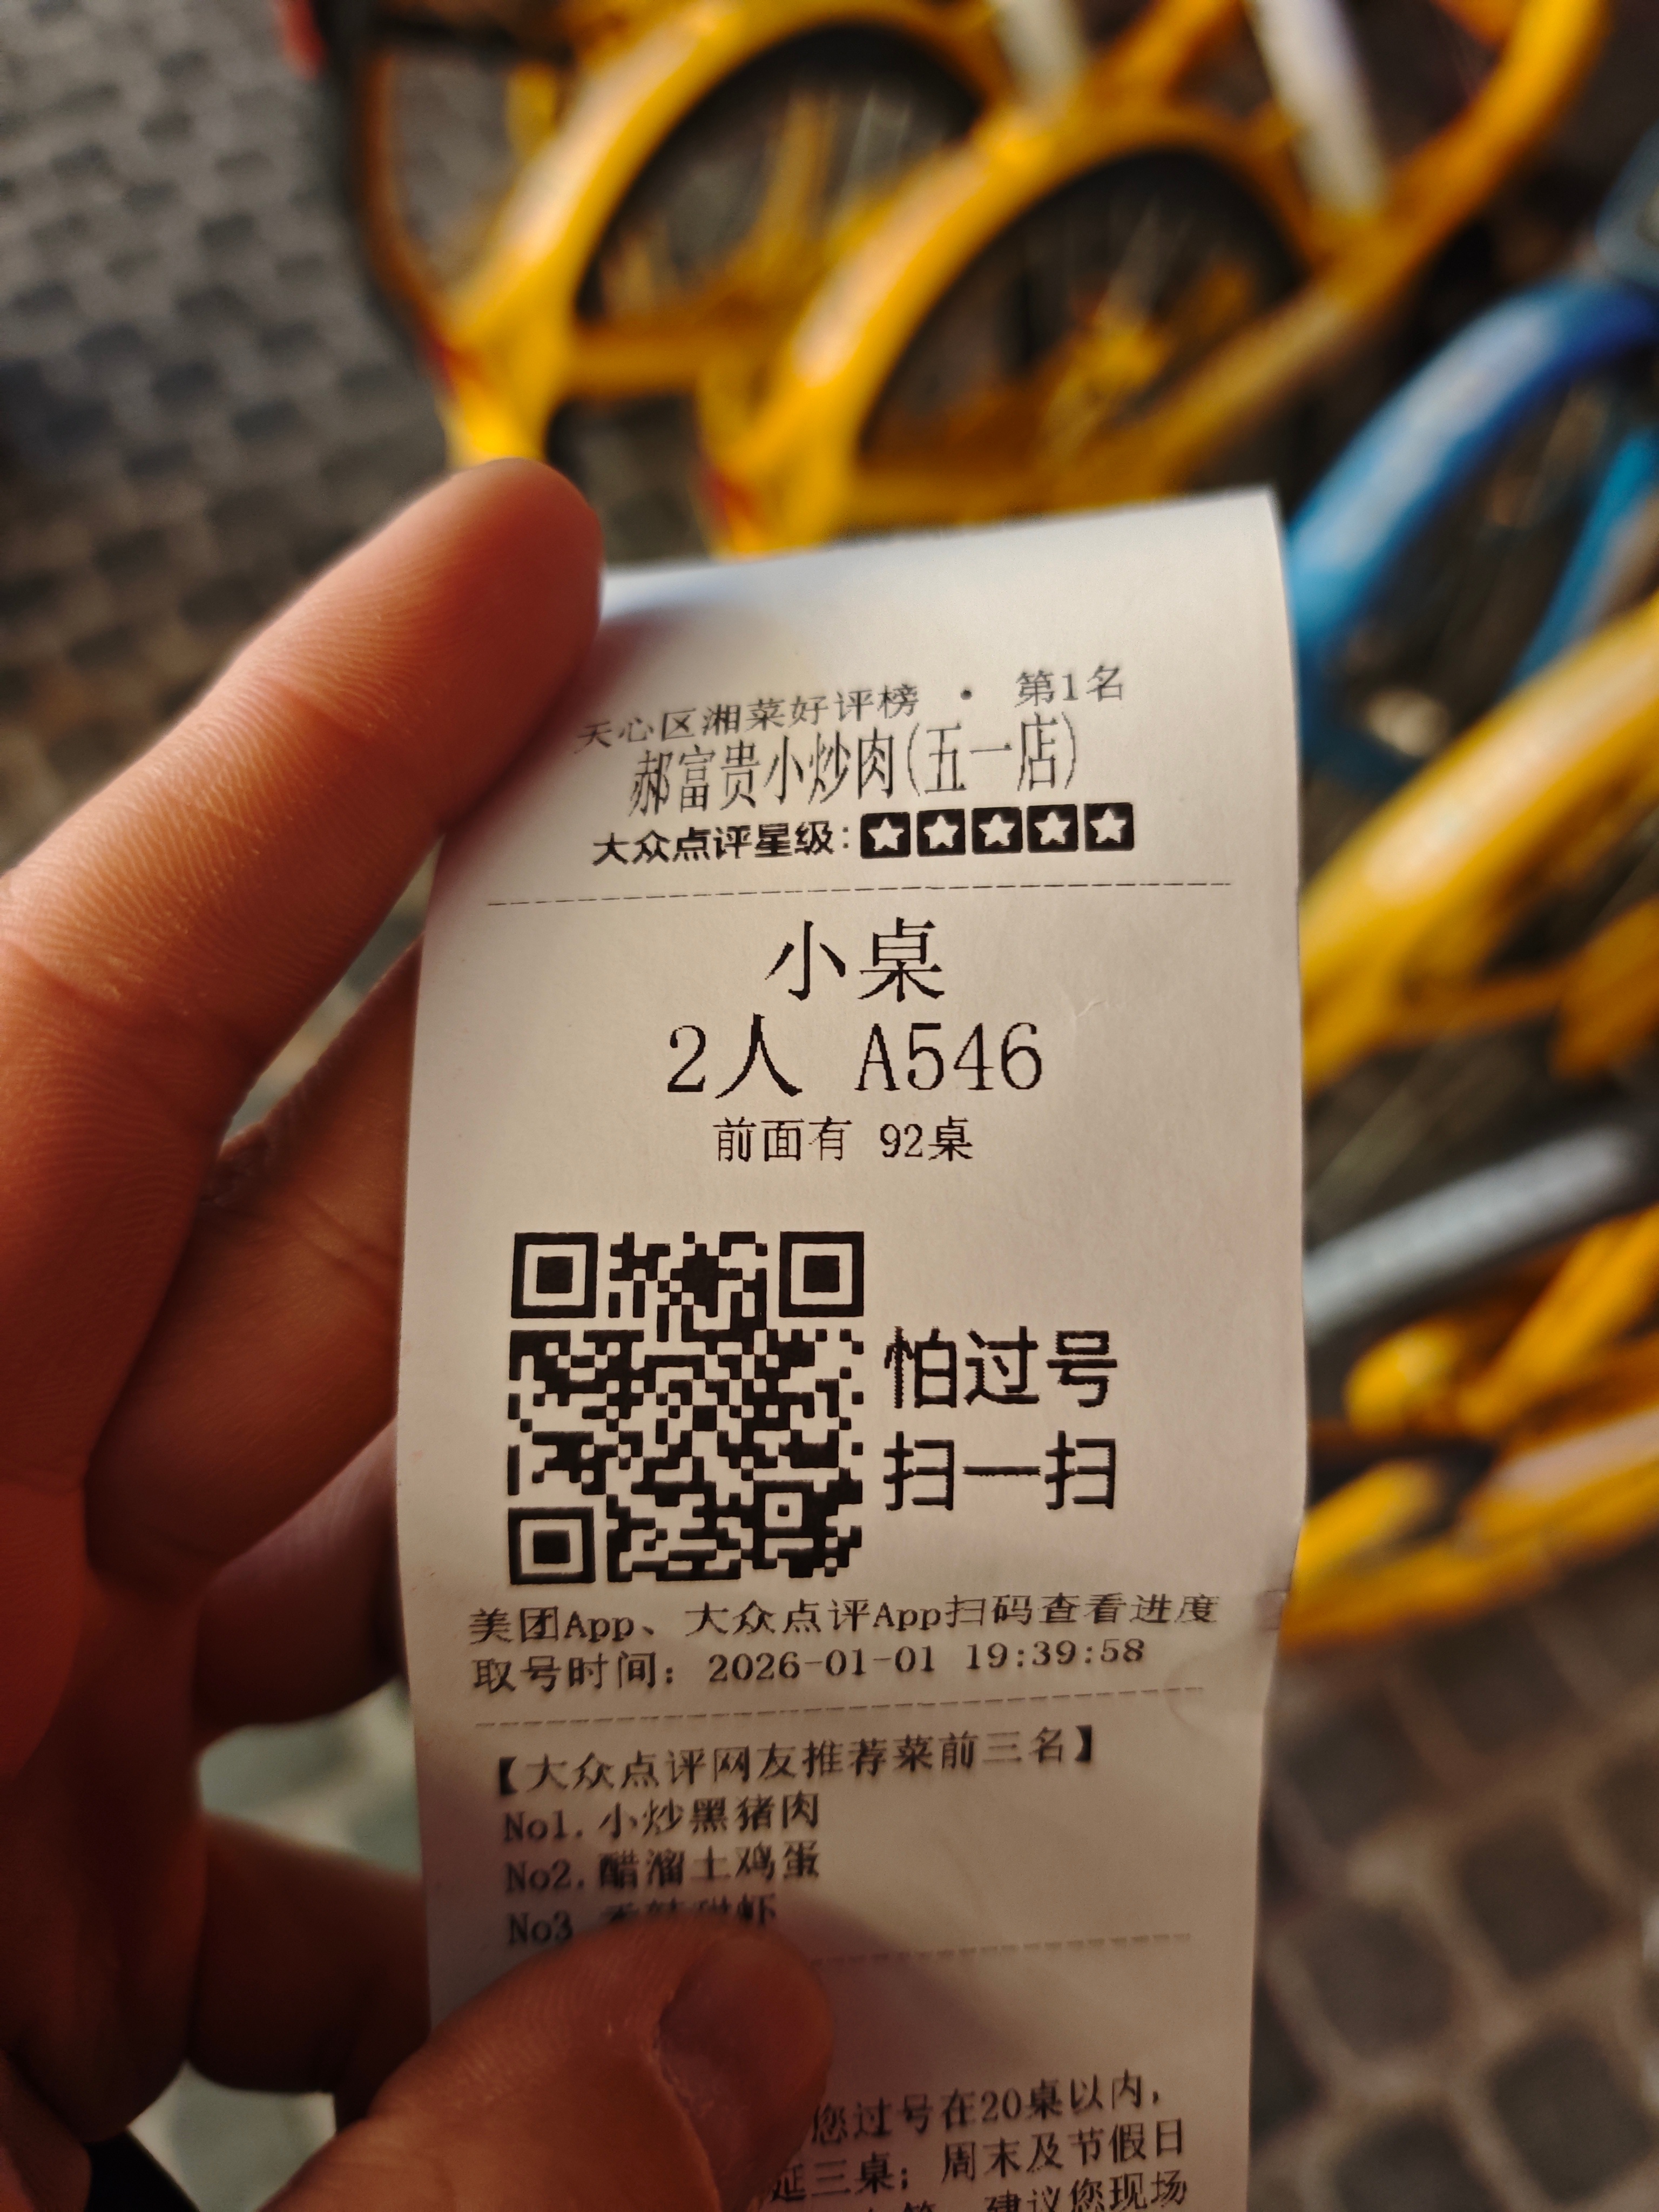 天心区湘菜好评榜 · 第1名
郝富贵小炒肉(五一店)
大众点评星级:
小桌
2人 A546
前面有 92桌
怕过号
扫一扫
美团App、大众点评App扫码查看进度
取号时间: 2026-01-01 19:39:58
【大众点评网友推荐菜前三名】
No1.小炒黑猪肉
No2.醋溜土鸡蛋
No3
您过号在20桌以内,
延三桌; 周末及节假日
建议您现场